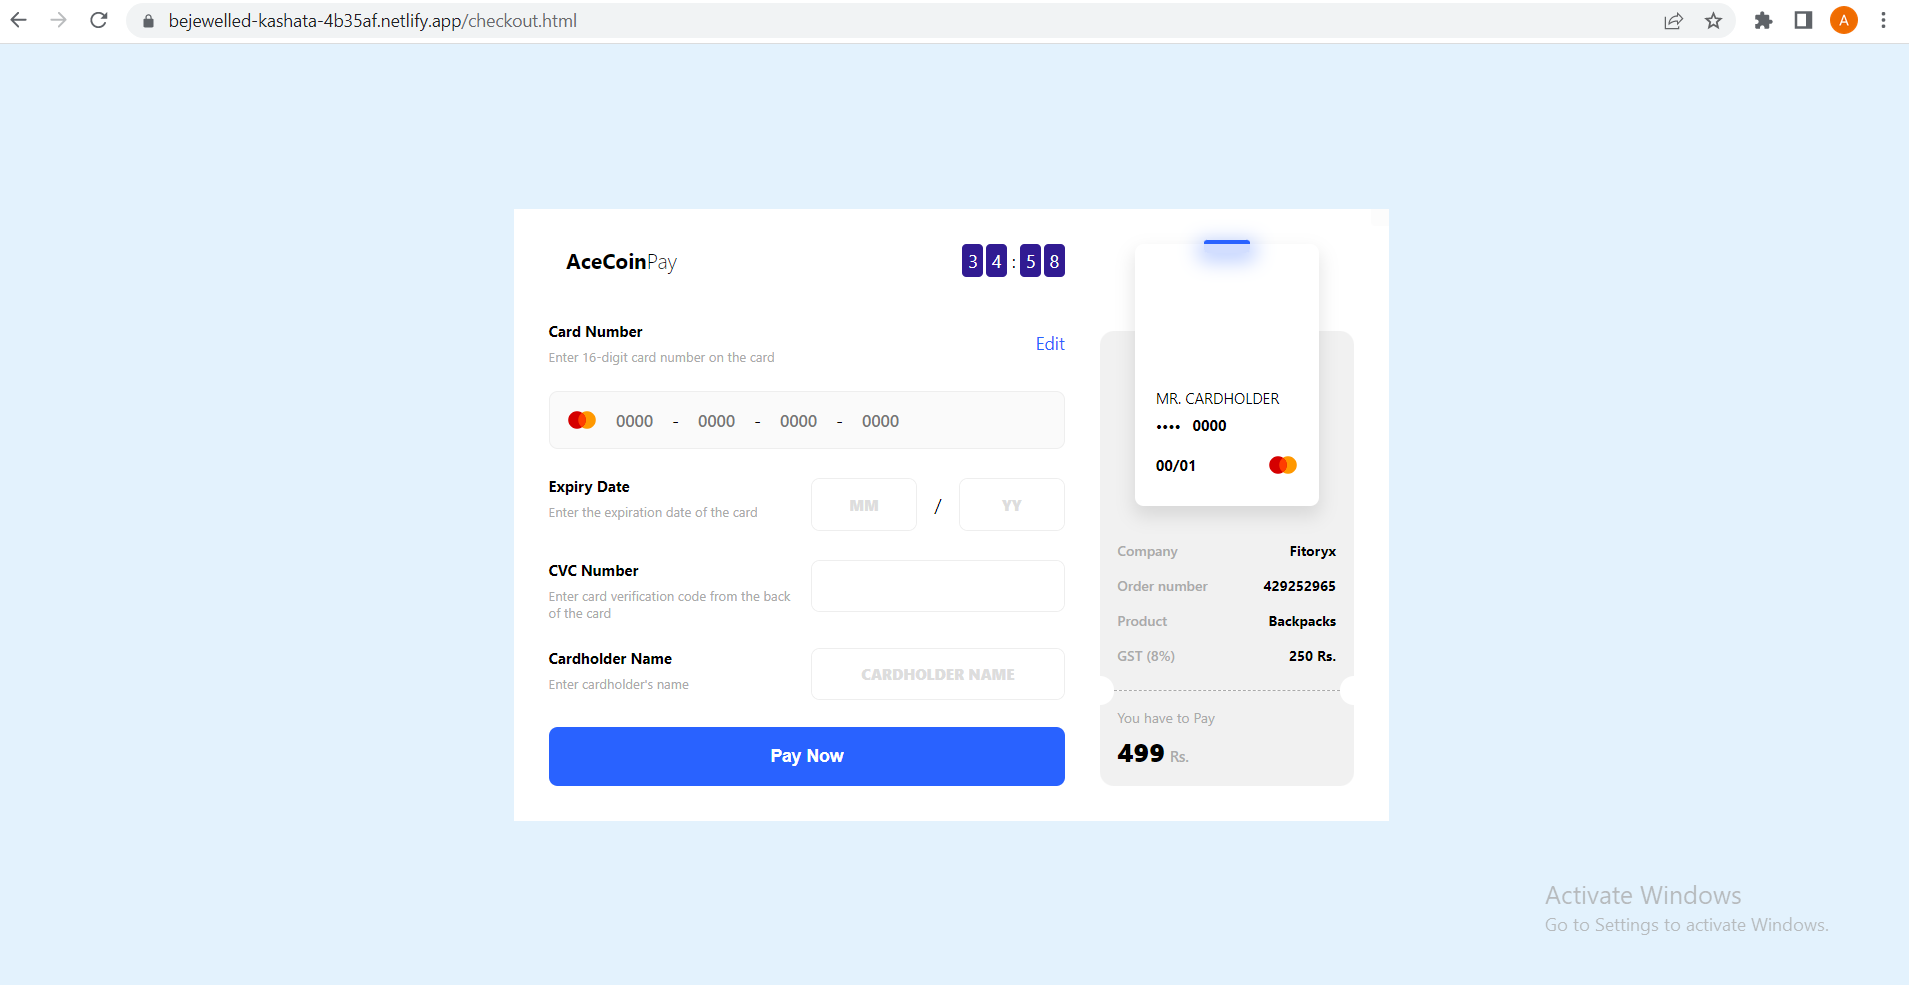 bejewelled-kashata-4b35af.netlify.app/checkout.html
A
AceCoinPay
34:58
Card Number
Enter 16-digit card number on the card
Edit
0000 - 0000 - 0000 - 0000
Expiry Date
Enter the expiration date of the card
MM / YY
CVC Number
Enter card verification code from the back
of the card
Cardholder Name
Enter cardholder's name
CARDHOLDER NAME
Pay Now
MR. CARDHOLDER
•••• 0000
00/01
Company Fitoryx
Order number 429252965
Product Backpacks
GST (8%) 250 Rs.
You have to Pay
499 Rs.
Activate Windows
Go to Settings to activate Windows.